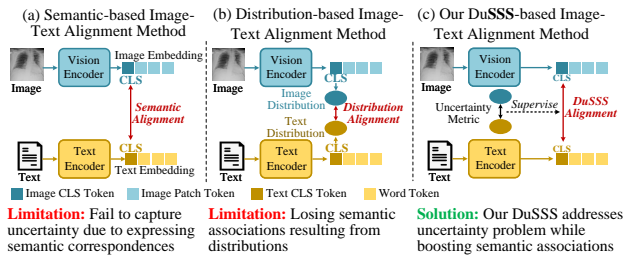 (a) Semantic-based Image-Text Alignment Method
Vision Encoder
Image Embedding
CLS
Image
Semantic Alignment
Text Encoder
CLS
Text Embedding
Text
(b) Distribution-based Image-Text Alignment Method
Vision Encoder
CLS
Image
Image Distribution
Distribution Alignment
Text Distribution
Text Encoder
CLS
Text
(c) Our DuSSS-based Image-Text Alignment Method
Vision Encoder
CLS
Image
Uncertainty Metric
Supervise
DuSSS Alignment
Text Encoder
CLS
Text
Image CLS Token
Image Patch Token
Text CLS Token
Word Token
Limitation: Fail to capture
uncertainty due to expressing
semantic correspondences
Limitation: Losing semantic
associations resulting from
distributions
Solution: Our DuSSS addresses
uncertainty problem while
boosting semantic associations